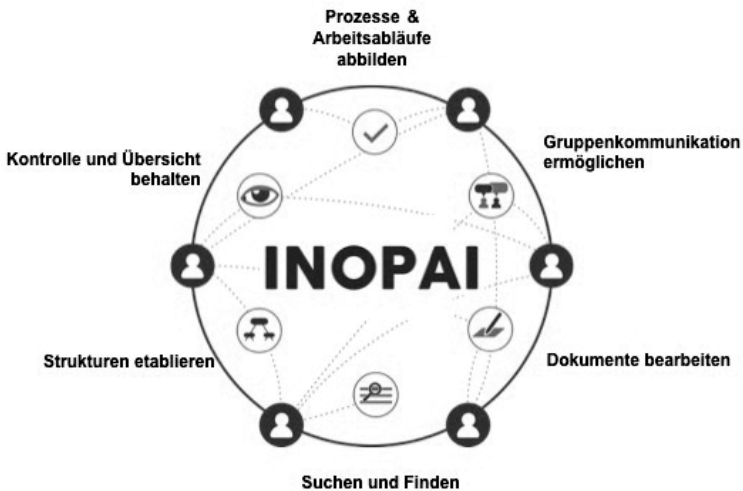 Prozesse &
Arbeitsabläufe
abbilden
Gruppenkommunikation
ermöglichen
Kontrolle und Übersicht
behalten
INOPAI
Strukturen etablieren
Dokumente bearbeiten
Suchen und Finden